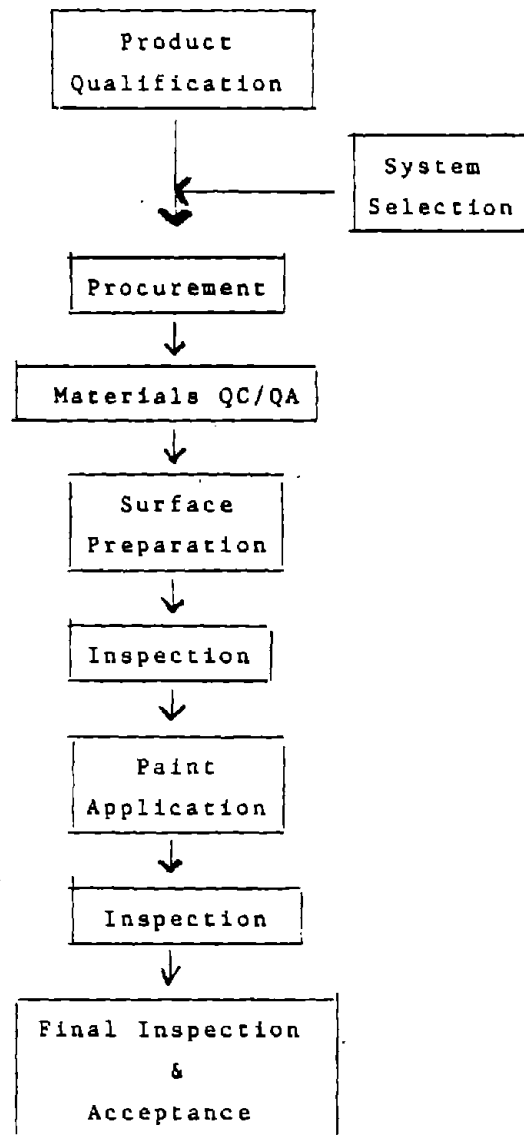 Product
Qualification
System
Selection
Procurement
Materials QC/QA
Surface
Preparation
Inspection
Paint
Application
Inspection
Final Inspection
&
Acceptance